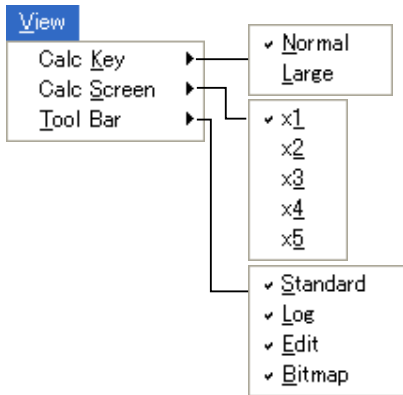 View
Calc Key
Calc Screen
Tool Bar
Normal
Large
x1
x2
x3
x4
x5
Standard
Log
Edit
Bitmap